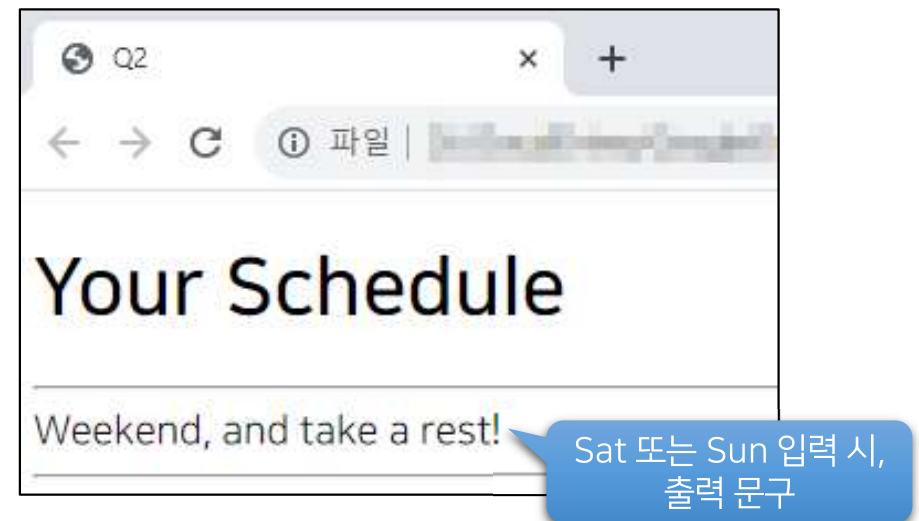 Q2
파일
Your Schedule
Weekend, and take a rest!
Sat 또는 Sun 입력 시,
출력 문구